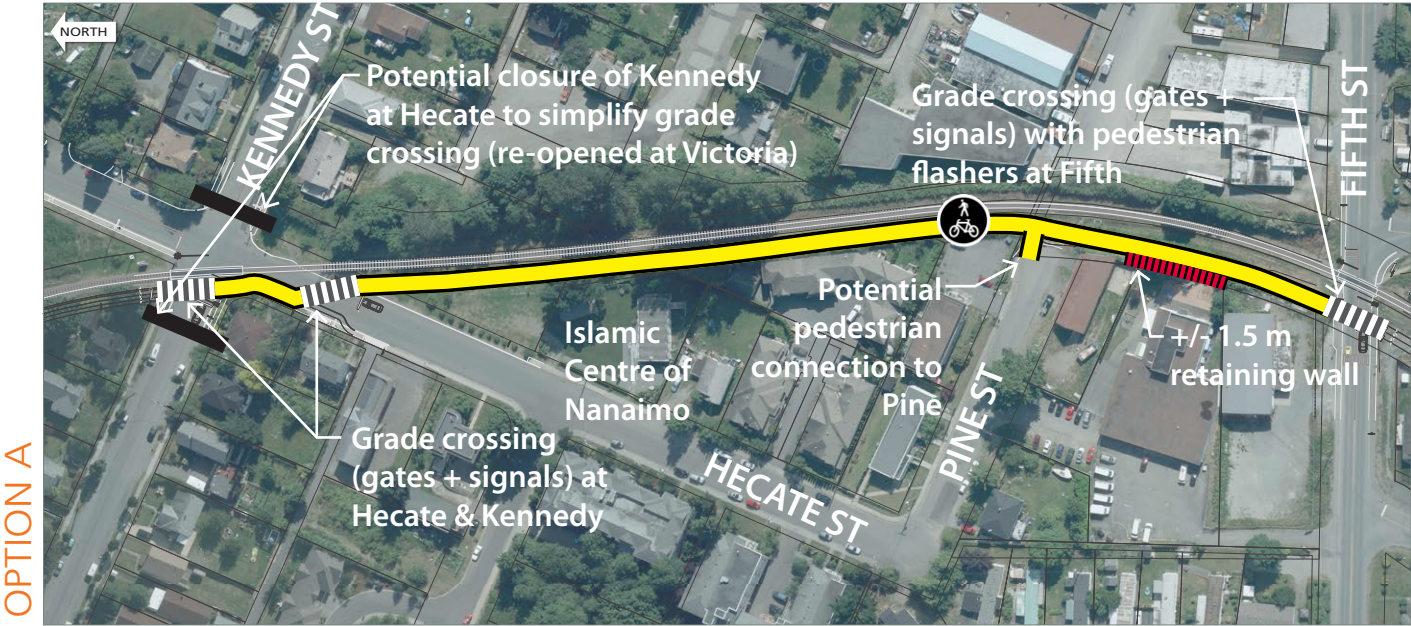 NORTH
KENNEDY ST
Potential closure of Kennedy
at Hecate to simplify grade
crossing (re-opened at Victoria)
Grade crossing (gates +
signals) with pedestrian
flashers at Fifth
FIFTH ST
Islamic
Centre of
Nanaimo
Potential
pedestrian
connection to
Pine
+/- 1.5 m
retaining wall
PINE ST
HECATE ST
Grade crossing
(gates + signals) at
Hecate & Kennedy
OPTION A